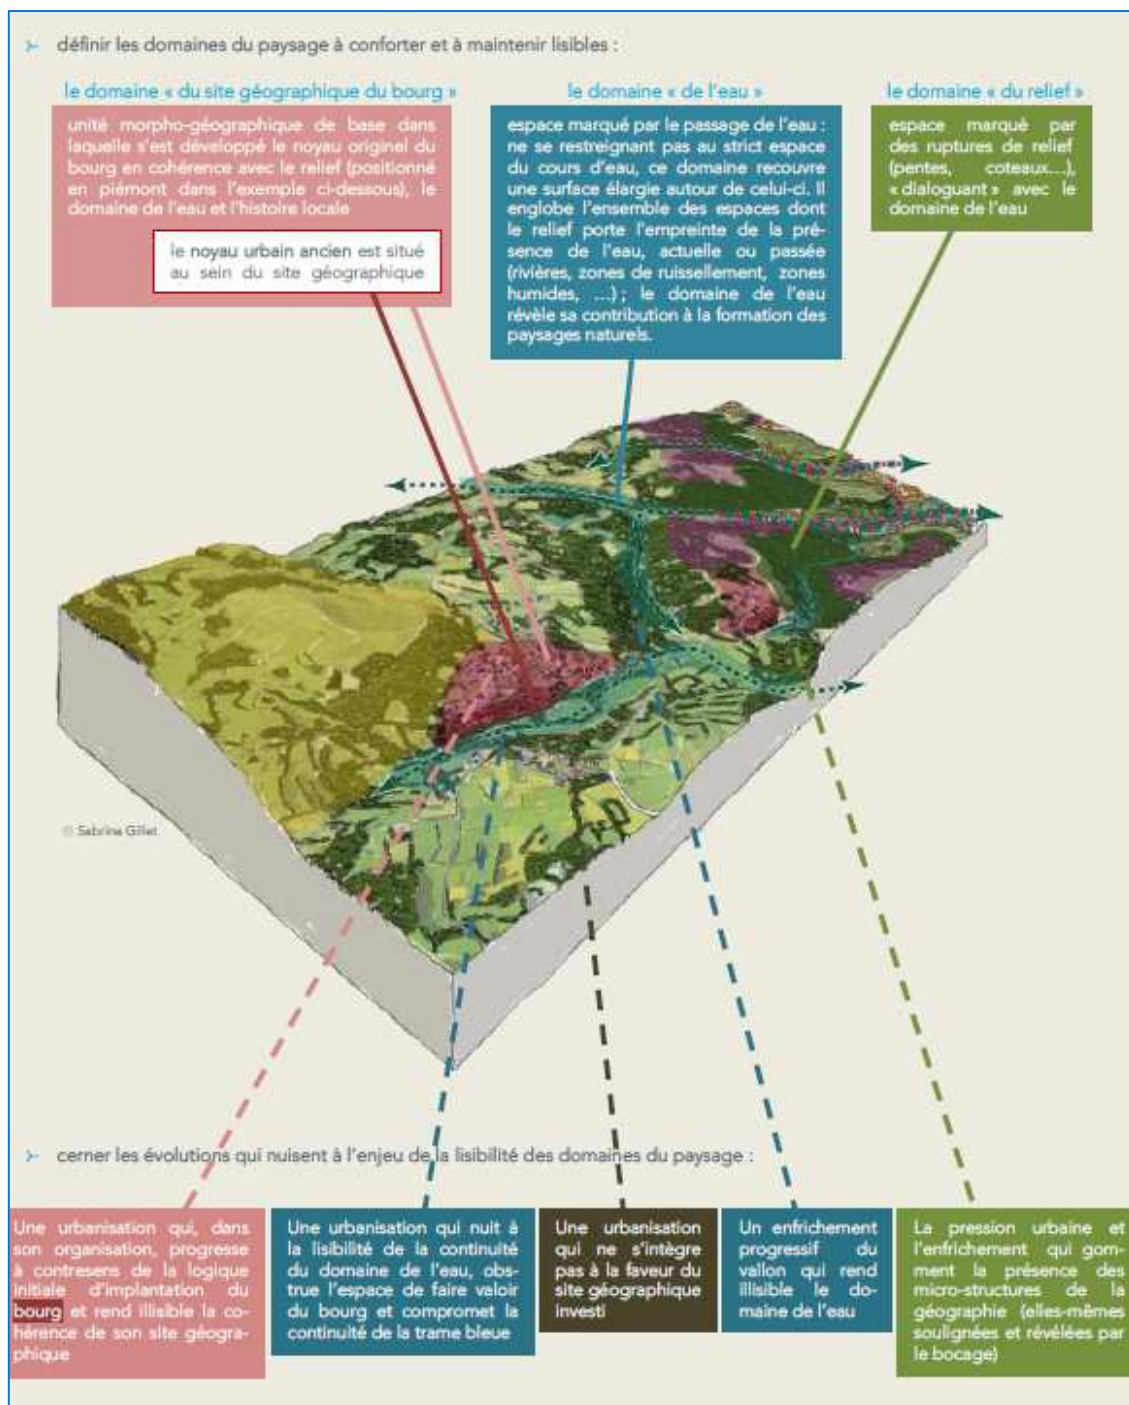 définir les domaines du paysage à conforter et à maintenir lisibles :
le domaine « du site géographique du bourg »
unité morpho-géographique de base dans
laquelle s'est développé le noyau originel du
bourg en cohérence avec le relief (positionné
en piémont dans l'exemple ci-dessous), le
domaine de l'eau et l'histoire locale
le noyau urbain ancien est situé
au sein du site géographique
le domaine « de l'eau »
espace marqué par le passage de l'eau :
ne se restreignant pas au strict espace
du cours d'eau, ce domaine recouvre
une surface élargie autour de celui-ci. Il
englobe l'ensemble des espaces dont
le relief porte l'empreinte de la pré-
sence de l'eau, actuelle ou passée
(rivières, zones de ruissellement, zones
humides, ...) ; le domaine de l'eau
révèle sa contribution à la formation des
paysages naturels.
le domaine « du relief »
espace marqué par
des ruptures de relief
(pentes, coteaux...),
« dialoguant » avec le
domaine de l'eau
© Sabrina Gillet
cerner les évolutions qui nuisent à l'enjeu de la lisibilité des domaines du paysage :
Une urbanisation qui, dans
son organisation, progresse
à contresens de la logique
initiale d'implantation du
bourg et rend illisible la co-
hérence de son site géogra-
phique
Une urbanisation qui nuit à
la lisibilité de la continuité
du domaine de l'eau, obs-
true l'espace de faire valoir
du bourg et compromet la
continuité de la trame bleue
Une urbanisation
qui ne s'intègre
pas à la faveur du
site géographique
investi
Un enfrichement
progressif du
vallon qui rend
illisible le do-
maine de l'eau
La pression urbaine et
l'enfrichement qui gom-
ment la présence des
micro-structures de la
géographie (elles-mêmes
soulignées et révélées par
le bocage)